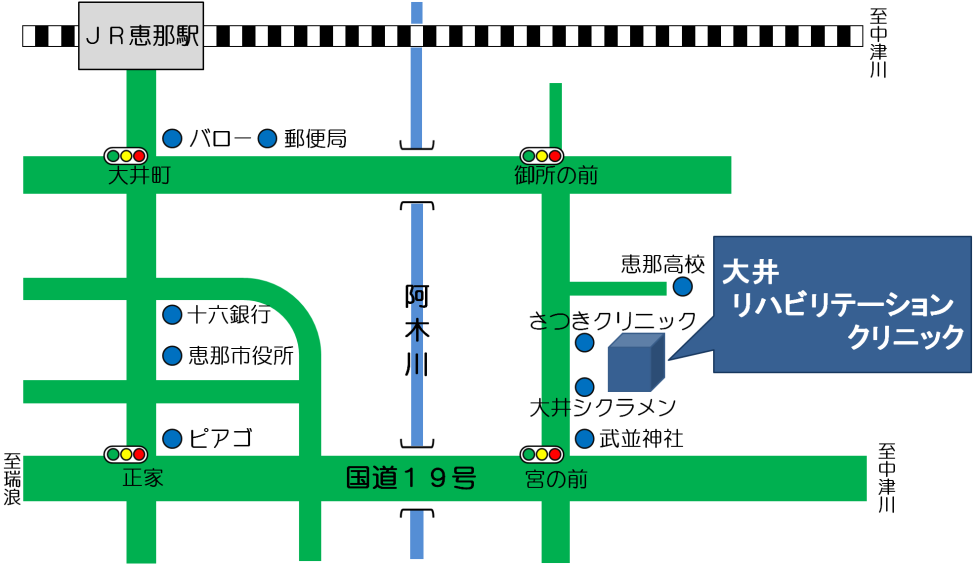 JR恵那駅
至中津川
バロー
郵便局
大井町
御所の前
恵那高校
大井
リハビリテーション
クリニック
阿木川
十六銀行
さつきクリニック
恵那市役所
大井シクラメン
ピアゴ
武並神社
至瑞浪
正家
国道19号
宮の前
至中津川